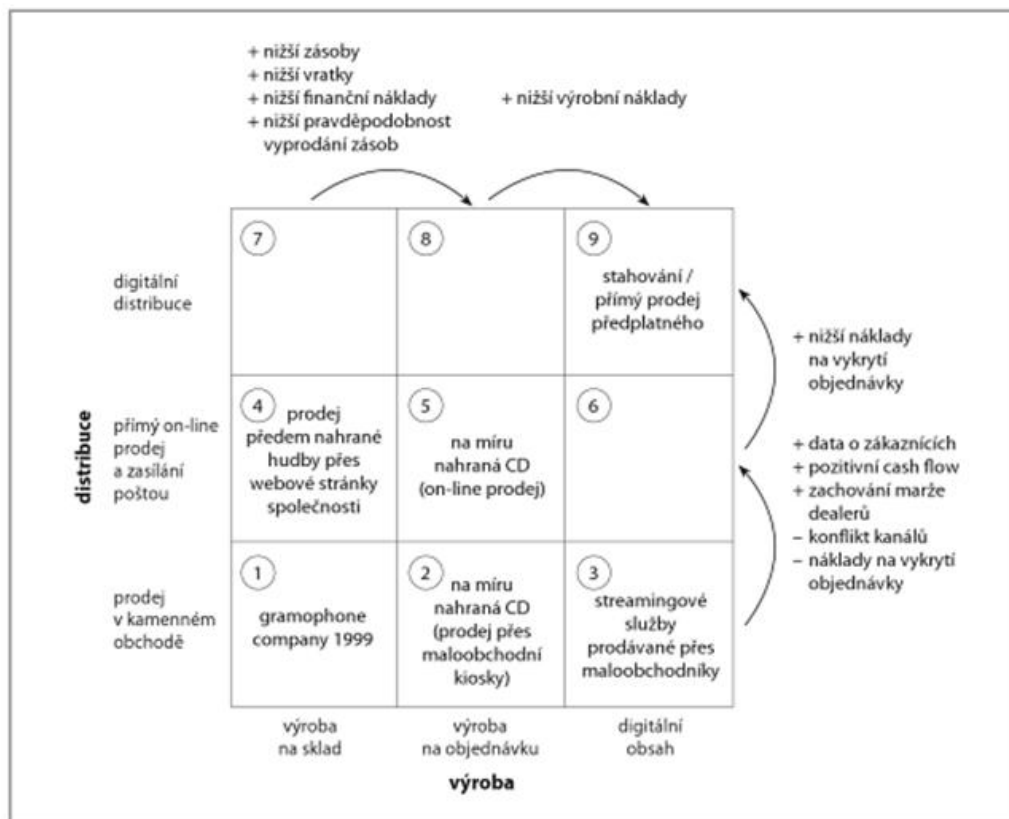 + nižší zásoby
+ nižší vratky
+ nižší finanční náklady
+ nižší pravděpodobnost
vyprodání zásob
+ nižší výrobní náklady
digitální
distribuce
7
8
9
stahování /
přímý prodej
předplatného
+ nižší náklady
na vykrytí
objednávky
distribuce
přímý on-line
prodej
a zasílání
poštou
4
prodej
předem nahrané
hudby přes
webové stránky
společnosti
5
na míru
nahraná CD
(on-line prodej)
6
+ data o zákaznících
+ pozitivní cash flow
+ zachování marže
dealerů
– konflikt kanálů
– náklady na vykrytí
objednávky
prodej
v kamenném
obchodě
1
gramophone
company 1999
2
na míru
nahraná CD
(prodej přes
maloobchodní
kiosky)
3
streamingové
služby
prodávané přes
maloobchodníky
výroba
na sklad
výroba
na objednávku
digitální
obsah
výroba